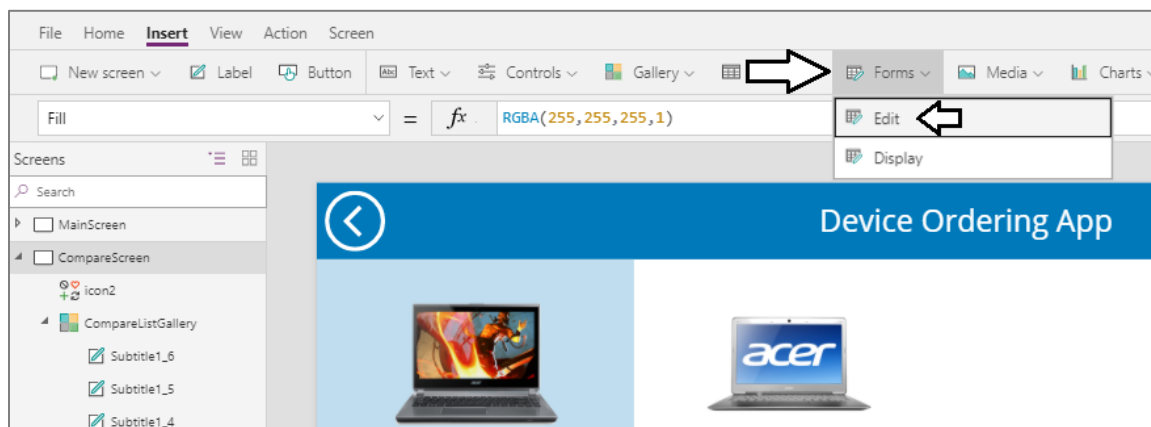 File Home Insert View Action Screen
New screen Label Button Abc Text Controls Gallery Forms Media Charts
Fill = fx RGBA(255,255,255,1)
Edit
Display
Screens
Search
MainScreen
CompareScreen
icon2
CompareListGallery
Subtitle1_6
Subtitle1_5
Subtitle1_4
Device Ordering App
acer